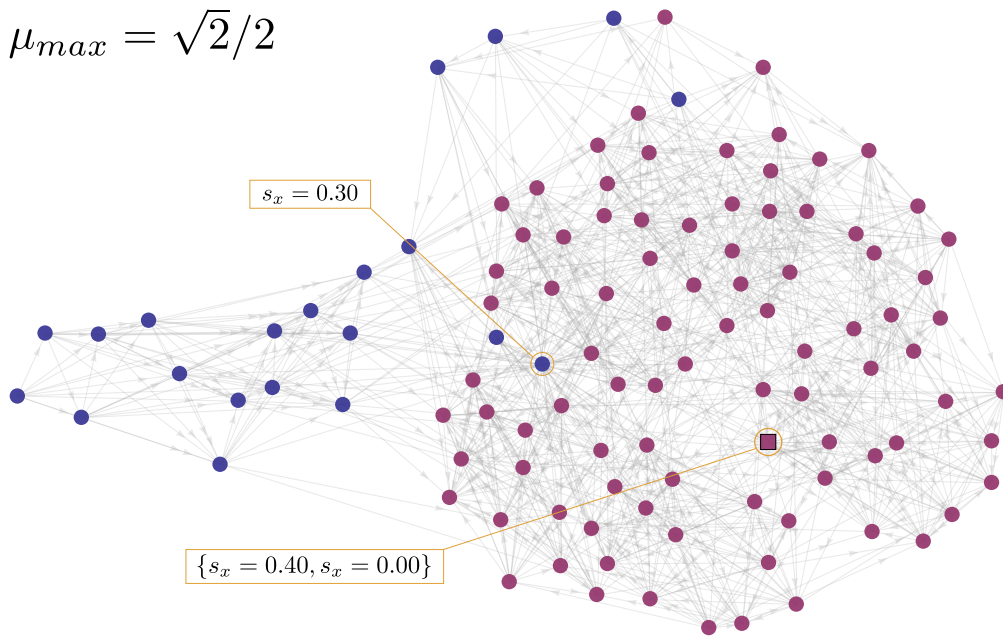 μ_max = √2/2
s_x = 0.30
{s_x = 0.40, s_x = 0.00}